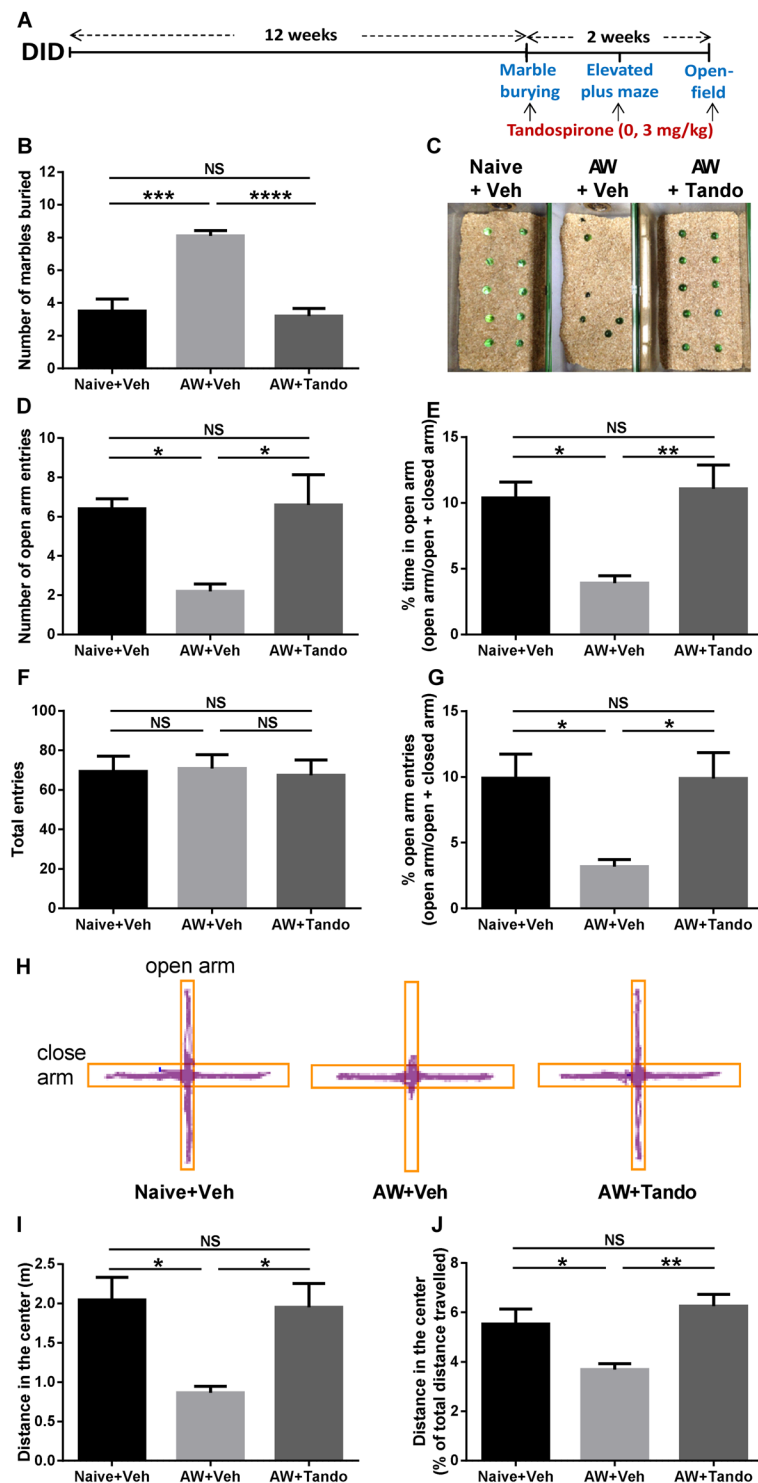 A
12 weeks
2 weeks
DID
Marble burying
Elevated plus maze
Open-field
Tandospirone (0, 3 mg/kg)
B
Number of marbles buried
12
10
8
6
4
2
0
NS
***
****
Naive+Veh
AW+Veh
AW+Tando
C
Naive + Veh
AW + Veh
AW + Tando
D
Number of open arm entries
10
8
6
4
2
0
NS
*
*
Naive+Veh
AW+Veh
AW+Tando
E
% time in open arm
(open arm/open + closed arm)
15
10
5
0
NS
*
**
Naive+Veh
AW+Veh
AW+Tando
F
Total entries
100
80
60
40
20
0
NS
NS
NS
Naive+Veh
AW+Veh
AW+Tando
G
% open arm entries
(open arm/open + closed arm)
15
10
5
0
NS
*
*
Naive+Veh
AW+Veh
AW+Tando
H
open arm
close
arm
Naive+Veh
AW+Veh
AW+Tando
I
Distance in the center (m)
2.5
2.0
1.5
1.0
0.5
0.0
NS
*
*
Naive+Veh
AW+Veh
AW+Tando
J
Distance in the center
(% of total distance travelled)
8
6
4
2
0
NS
*
**
Naive+Veh
AW+Veh
AW+Tando